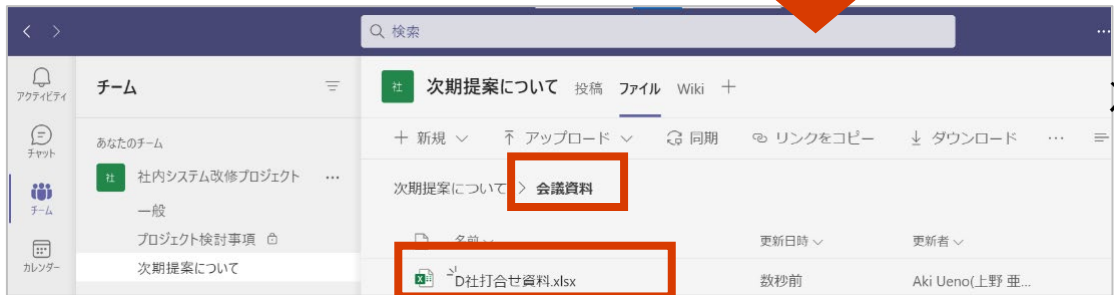 検索
アクティビティ
チーム
次期提案について 投稿 ファイル Wiki
チャット
あなたのチーム
新規 アップロード 同期 リンクをコピー ダウンロード
社 社内システム改修プロジェクト
社
チーム
一般
次期提案について > 会議資料
プロジェクト検討事項
名前 更新日時 更新者
カレンダー
次期提案について
D社打合せ資料.xlsx 数秒前 Aki Ueno(上野 亜...